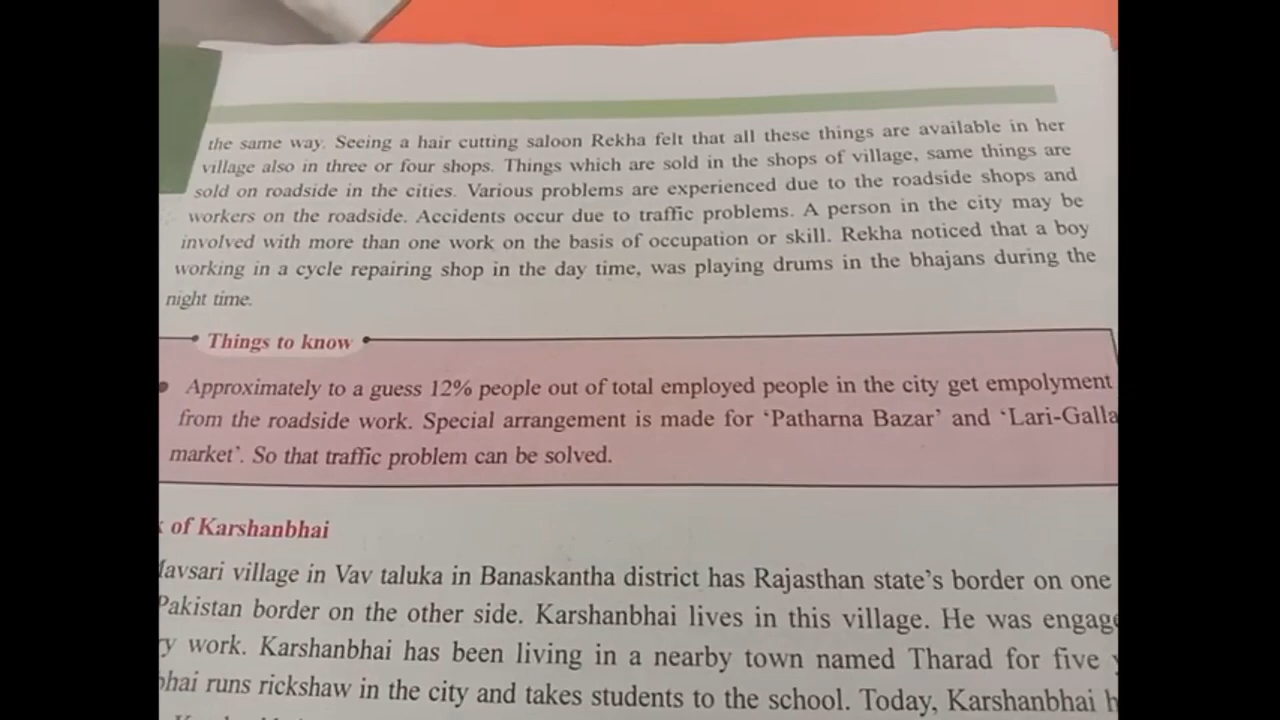 the same way. Seeing a hair cutting saloon Rekha felt that all these things are available in her
village also in three or four shops. Things which are sold in the shops of village, same things are
sold on roadside in the cities. Various problems are experienced due to the roadside shops and
workers on the roadside. Accidents occur due to traffic problems. A person in the city may be
involved with more than one work on the basis of occupation or skill. Rekha noticed that a boy
working in a cycle repairing shop in the day time, was playing drums in the bhajans during the
night time.
Things to know
• Approximately to a guess 12% people out of total employed people in the city get empolyment
from the roadside work. Special arrangement is made for ‘Patharna Bazar’ and ‘Lari-Galla
market’. So that traffic problem can be solved.
of Karshanbhai
village in Vav taluka in Banaskantha district has Rajasthan state’s border on one
Pakistan border on the other side. Karshanbhai lives in this village. He was
work. Karshanbhai has been living in a nearby town named Tharad for five
runs rickshaw in the city and takes students to the school. Today, Karshanbhai